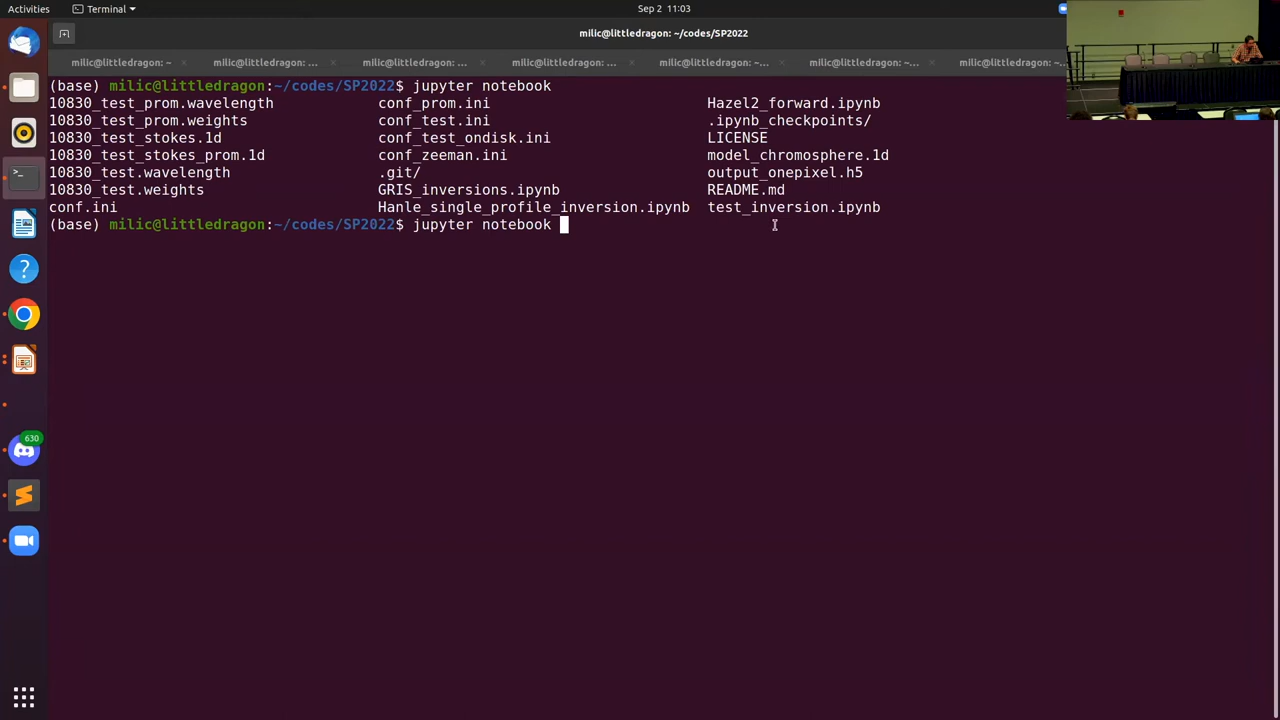 Activities Terminal Sep 2 11:03
milic@littledragon: ~/codes/SP2022
milic@littledragon: ~ milic@littledragon: ... milic@littledragon: ... milic@littledragon: ... milic@littledragon: ~... milic@littledragon: ~... milic@littledragon: ~...
(base) milic@littledragon:~/codes/SP2022$ jupyter notebook
10830_test_prom.wavelength conf_prom.ini Hazel2_forward.ipynb
10830_test_prom.weights conf_test.ini .ipynb_checkpoints/
10830_test_stokes.1d conf_test_ondisk.ini LICENSE
10830_test_stokes_prom.1d conf_zeeman.ini model_chromosphere.1d
10830_test.wavelength .git/ output_onepixel.h5
10830_test.weights GRIS_inversions.ipynb README.md
conf.ini Hanle_single_profile_inversion.ipynb test_inversion.ipynb
(base) milic@littledragon:~/codes/SP2022$ jupyter notebook
630